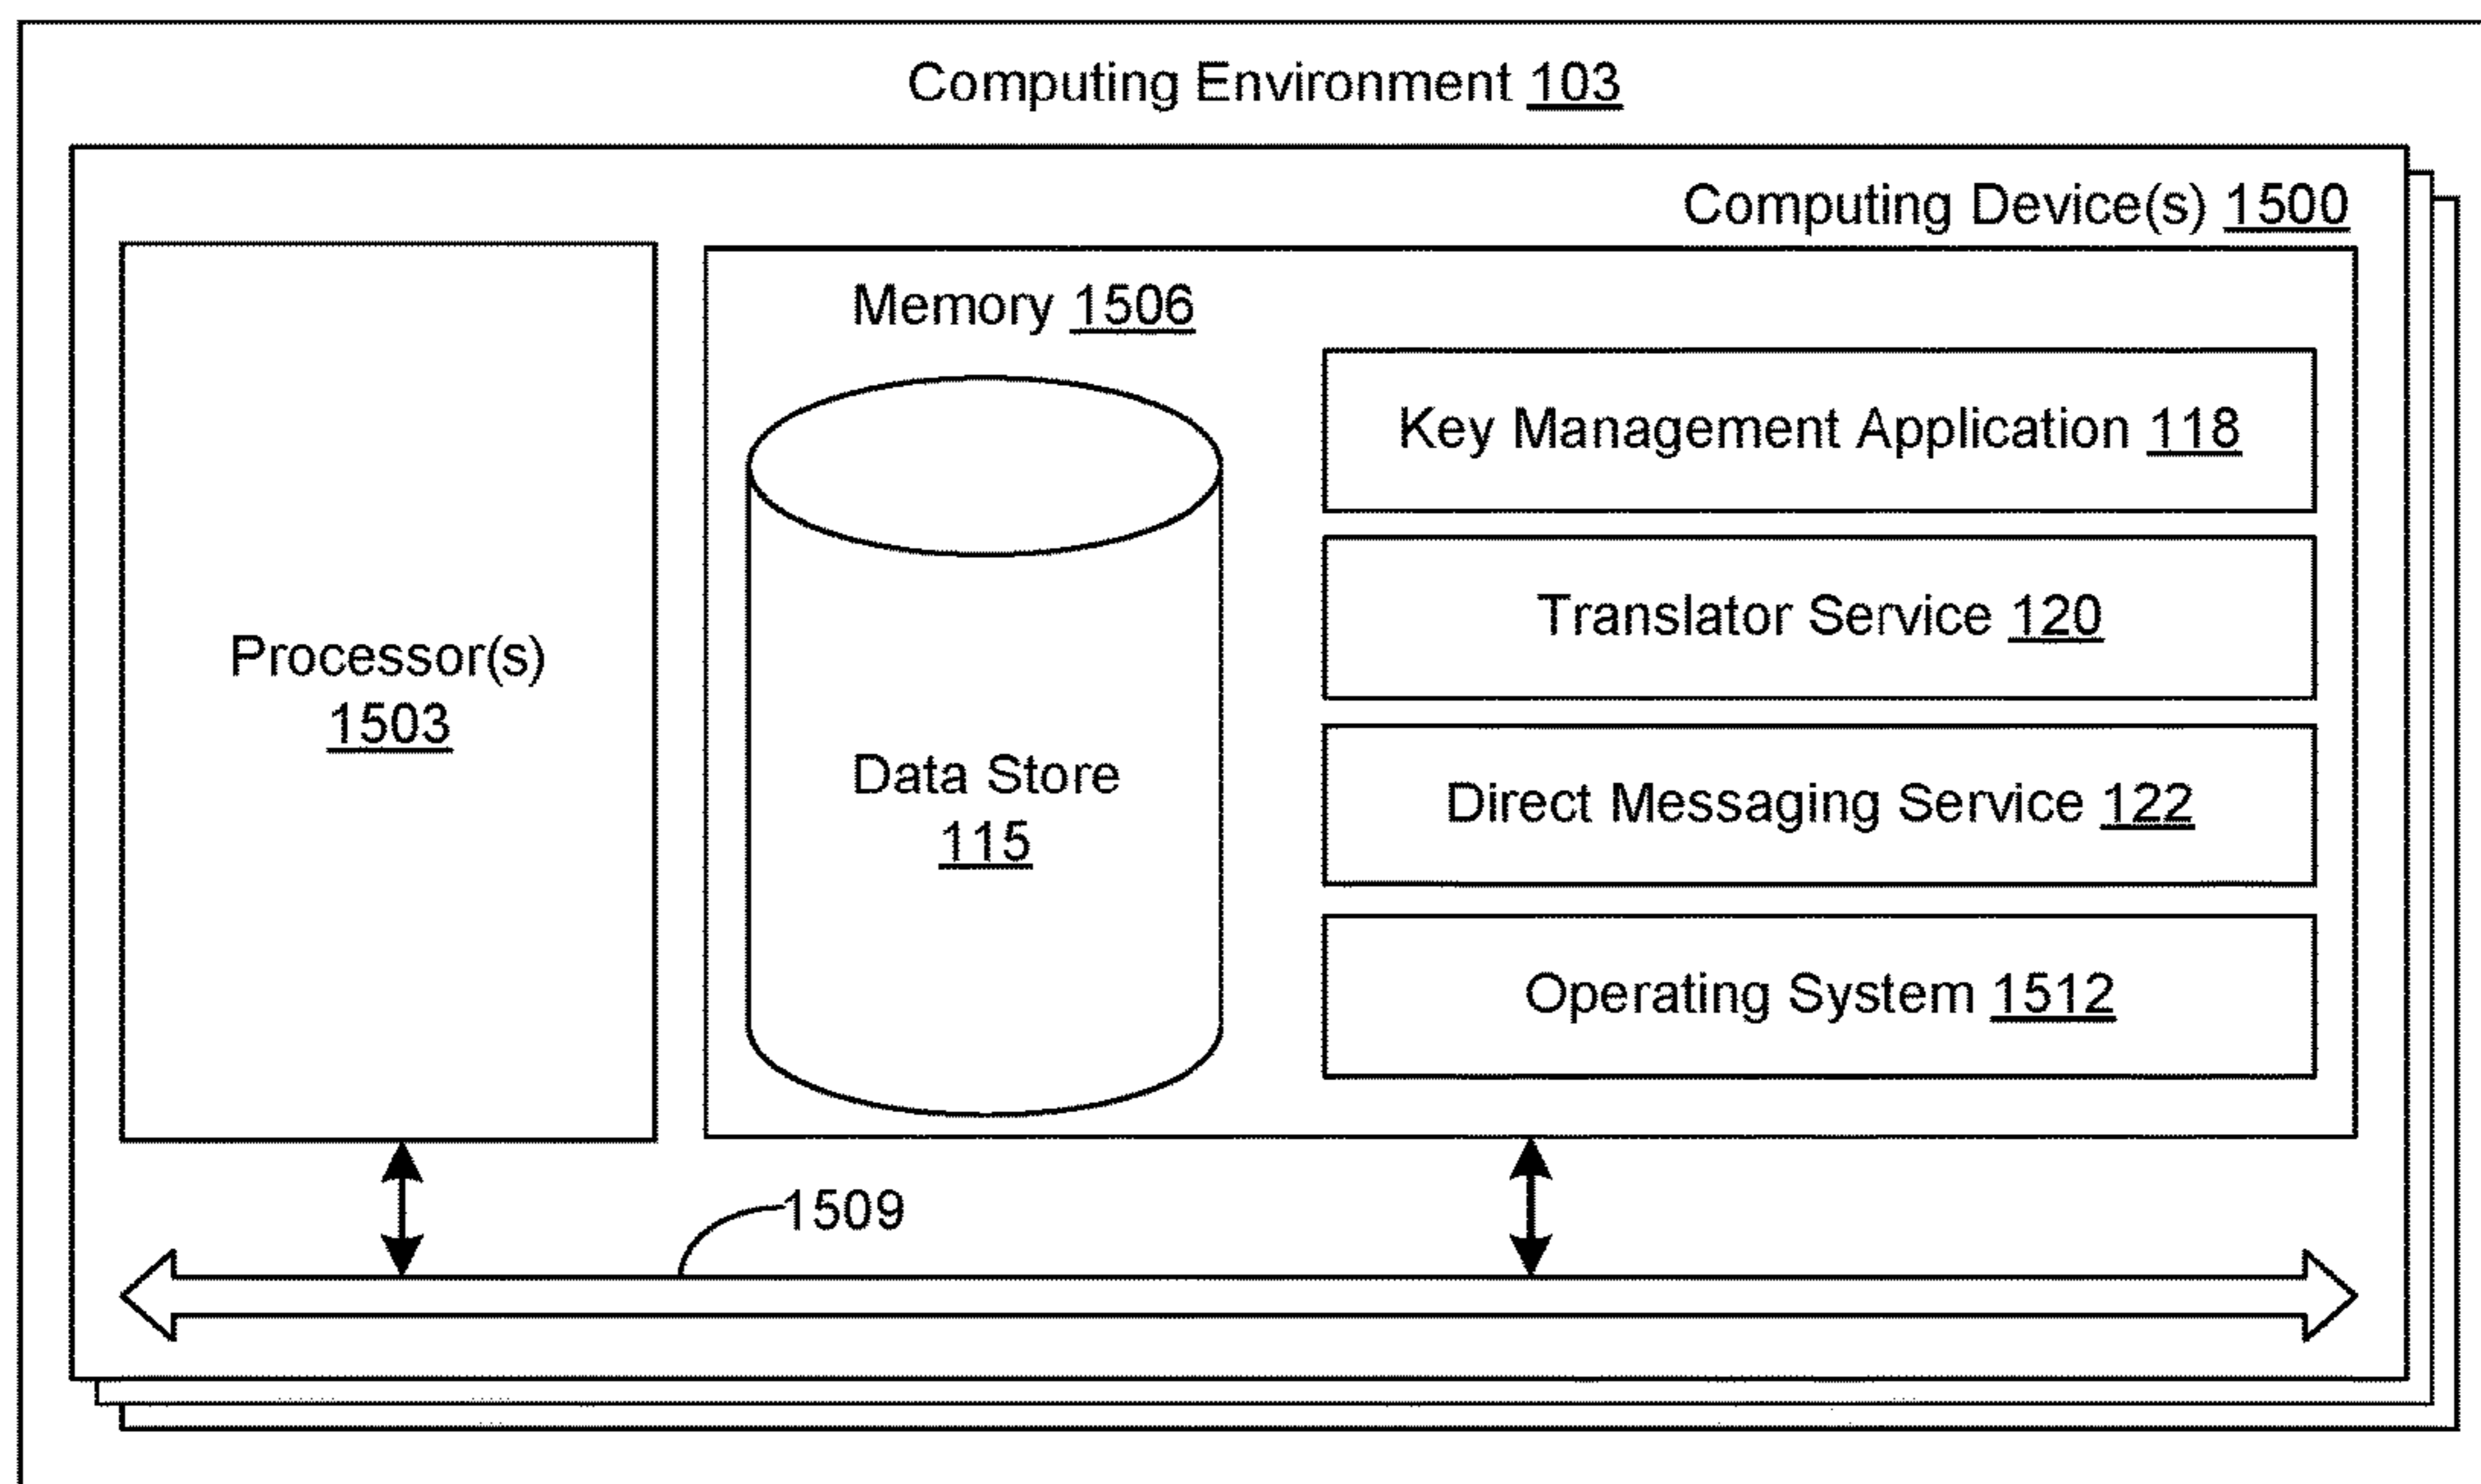 Computing Environment 103
Computing Device(s) 1500
Processor(s)
1503
Memory 1506
Data Store
115
Key Management Application 118
Translator Service 120
Direct Messaging Service 122
Operating System 1512
1509